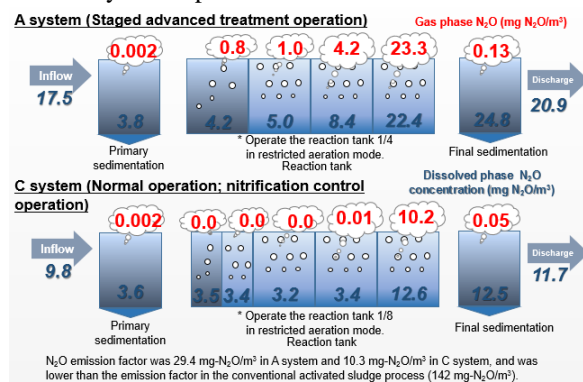 A system (Staged advanced treatment operation)
Gas phase N₂O (mg N₂O/m³)
0.002
0.8
1.0
4.2
23.3
0.13
Inflow
17.5
3.8
4.2
5.0
8.4
22.4
24.8
Discharge
20.9
Primary
sedimentation
* Operate the reaction tank 1/4
in restricted aeration mode.
Reaction tank
Final sedimentation
Dissolved phase N₂O
concentration (mg N₂O/m³)
C system (Normal operation; nitrification control
operation)
0.002
0.0
0.0
0.0
0.01
10.2
0.05
Inflow
9.8
3.6
3.5
3.4
3.2
3.4
12.6
12.5
Discharge
11.7
Primary
sedimentation
* Operate the reaction tank 1/8
in restricted aeration mode.
Reaction tank
Final sedimentation
N₂O emission factor was 29.4 mg-N₂O/m³ in A system and 10.3 mg-N₂O/m³ in C system, and was
lower than the emission factor in the conventional activated sludge process (142 mg-N₂O/m³).